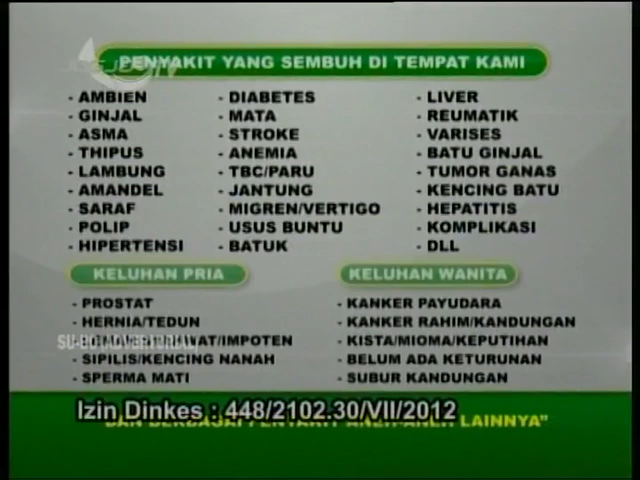 PENYAKIT YANG SEMBUH DI TEMPAT KAMI
- AMBIEN
- GINJAL
- ASMA
- THIPUS
- LAMBUNG
- AMANDEL
- SARAF
- POLIP
- HIPERTENSI
- DIABETES
- MATA
- STROKE
- ANEMIA
- TBC/PARU
- JANTUNG
- MIGREN/VERTIGO
- USUS BUNTU
- BATUK
- LIVER
- REUMATIK
- VARISES
- BATU GINJAL
- TUMOR GANAS
- KENCING BATU
- HEPATITIS
- KOMPLIKASI
- DLL
KELUHAN PRIA
- PROSTAT
- HERNIA/TEDUN
- SIPILIS/KENCING NANAH
- SPERMA MATI
KELUHAN WANITA
- KANKER PAYUDARA
- KANKER RAHIM/KANDUNGAN
- KISTA/MIOMA/KEPUTIHAN
- BELUM ADA KETURUNAN
- SUBUR KANDUNGAN
Izin Dinkes : 448/2102.30/VII/2012
LAINNYA"